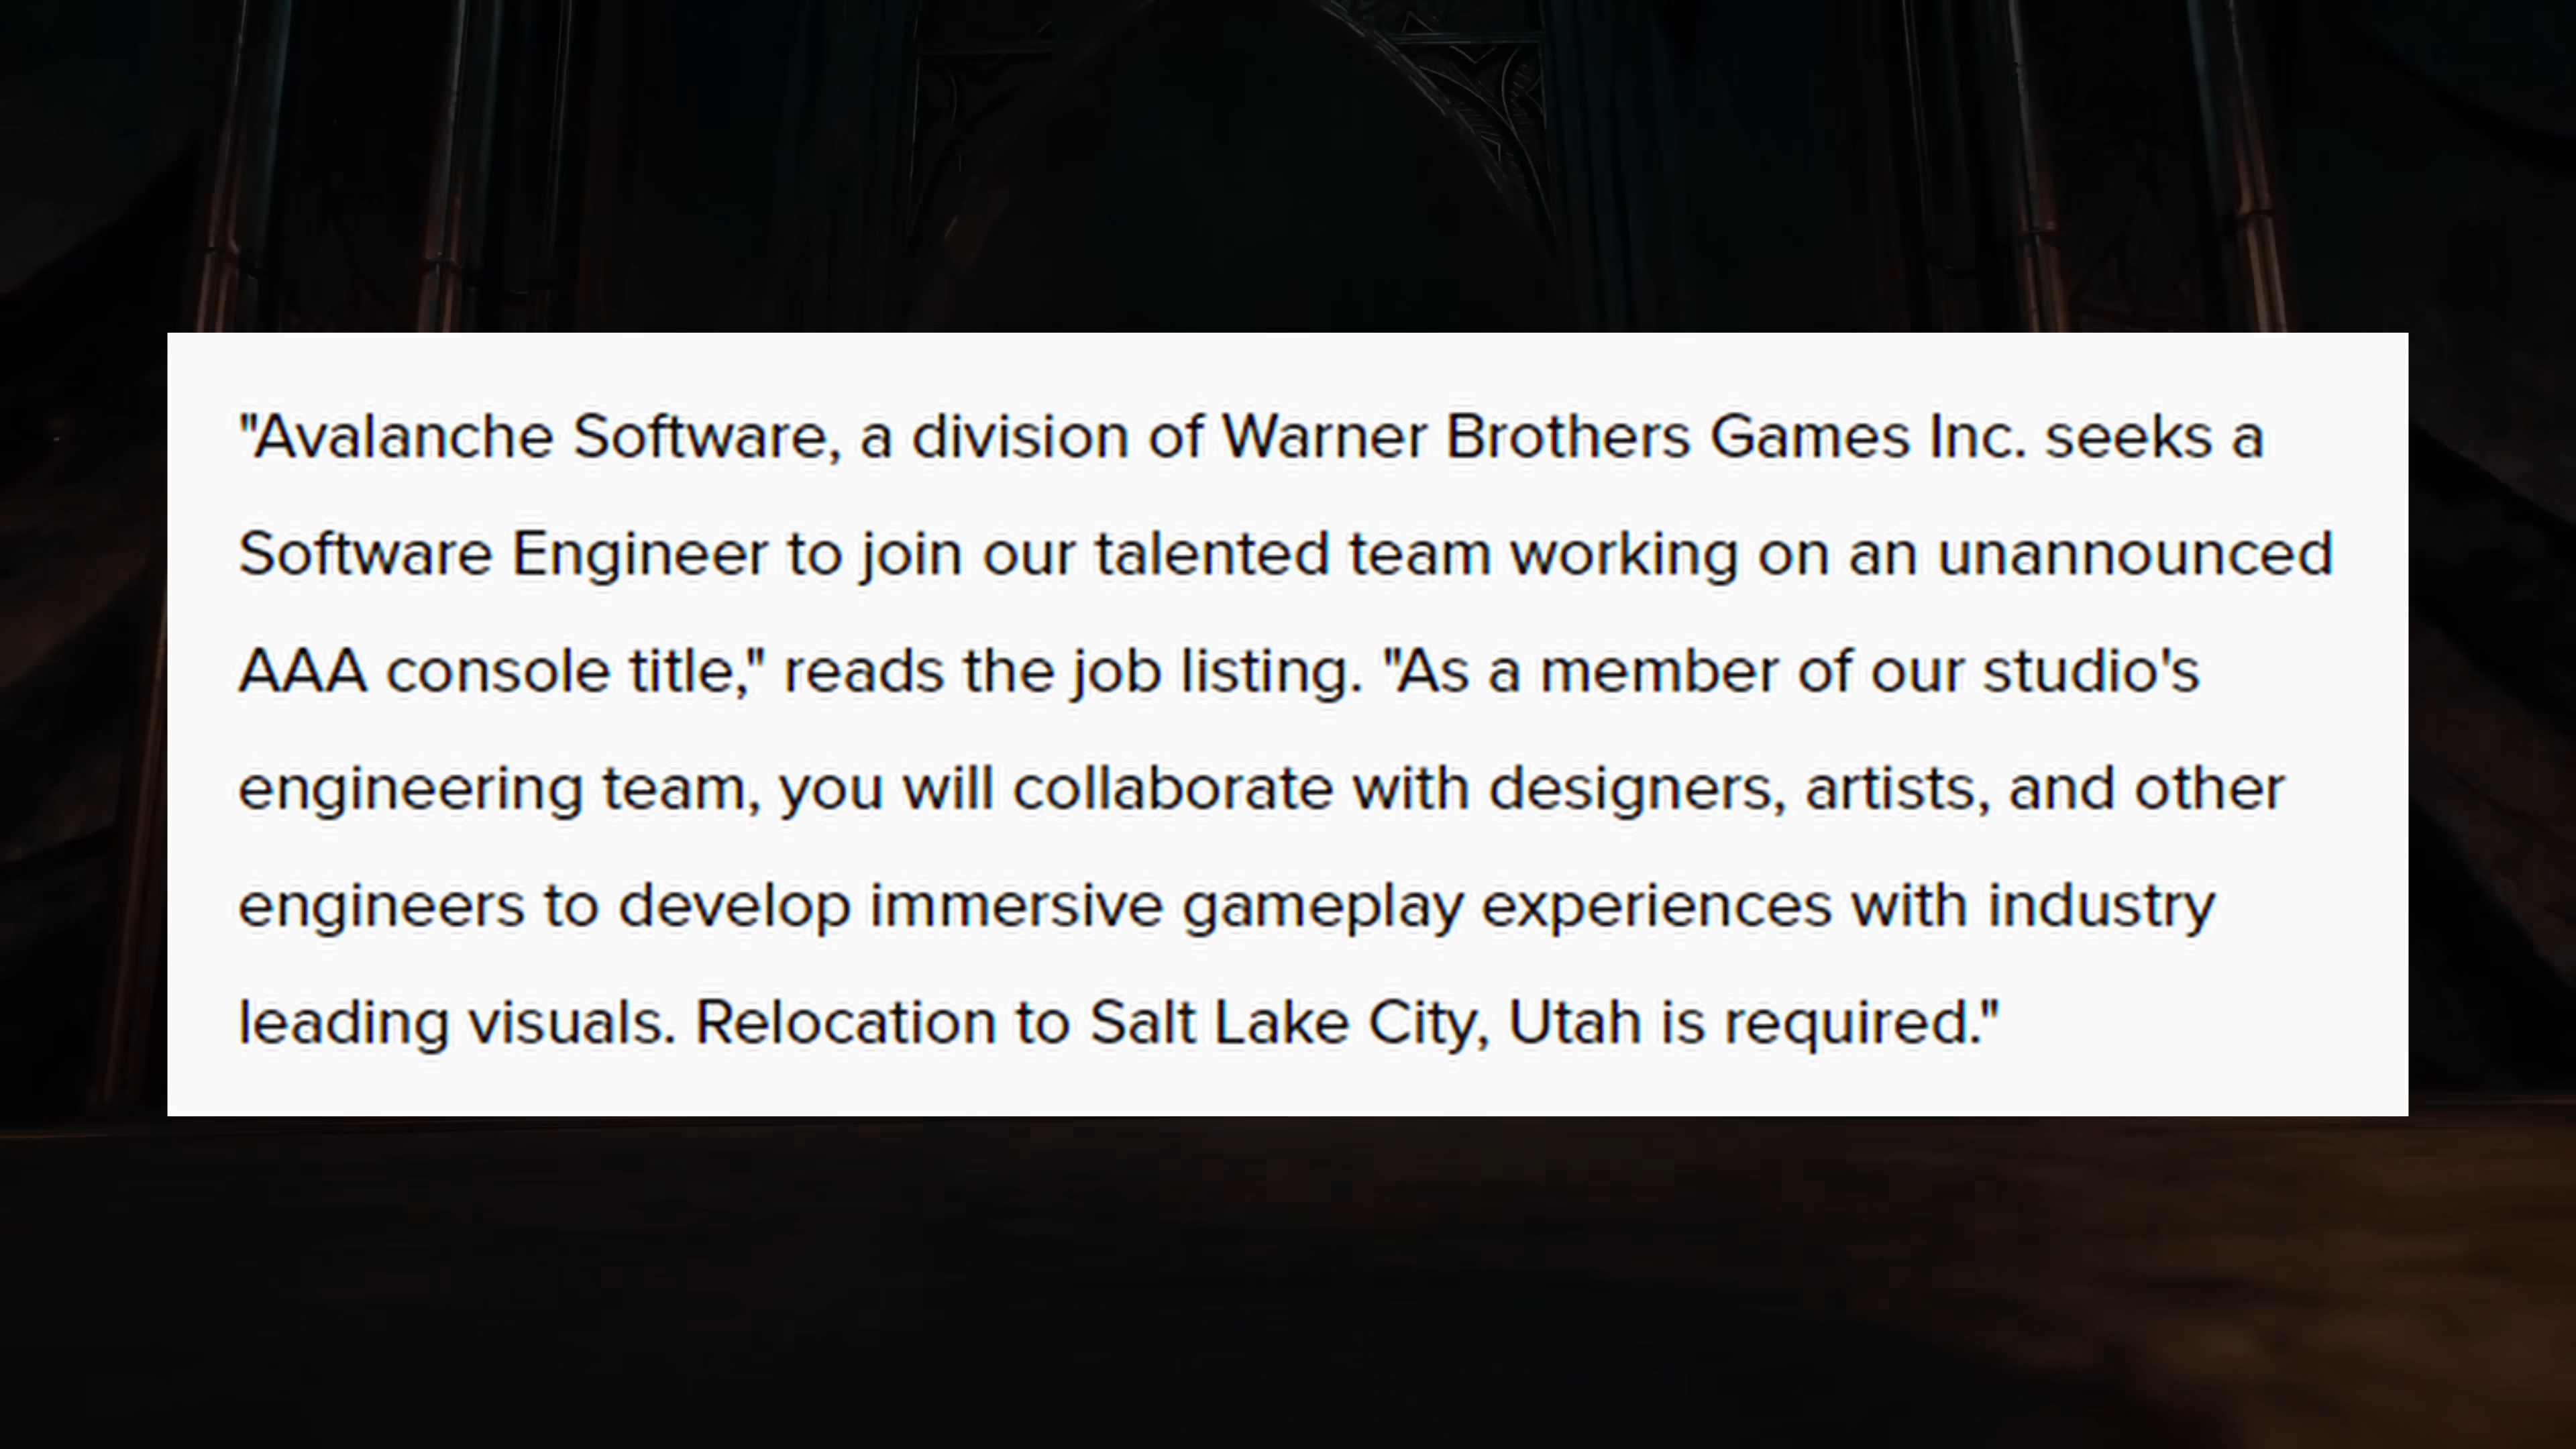 "Avalanche Software, a division of Warner Brothers Games Inc. seeks a
Software Engineer to join our talented team working on an unannounced
AAA console title," reads the job listing. "As a member of our studio's
engineering team, you will collaborate with designers, artists, and other
engineers to develop immersive gameplay experiences with industry
leading visuals. Relocation to Salt Lake City, Utah is required."